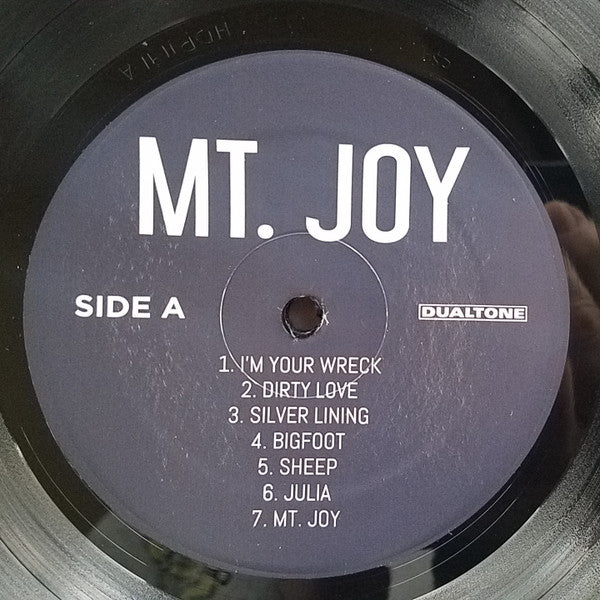 MT. JOY
SIDE A
DUALTONE
1. I'M YOUR WRECK
2. DIRTY LOVE
3. SILVER LINING
4. BIGFOOT
5. SHEEP
6. JULIA
7. MT. JOY